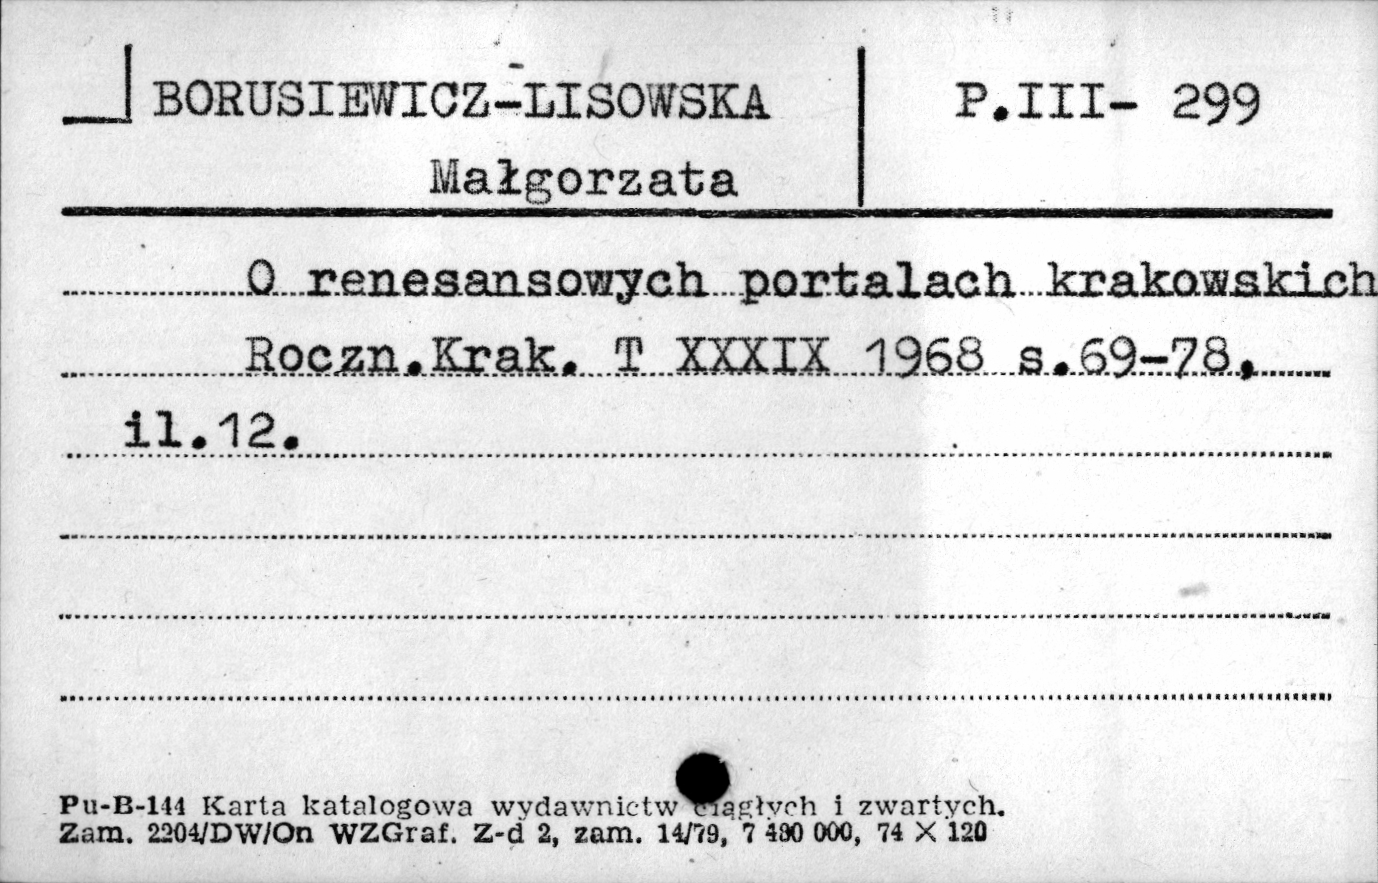 BORUSIEWICZ-LISOWSKA P.III- 299
Małgorzata
O renesansowych portalach krakowskich
Roczn.Krak. T XXXIX 1968 s.69-78,
il.12.
Pu-B-144 Karta katalogowa wydawnictw ciągłych i zwartych.
Zam. 2204/DW/On WZGraf. Z-d 2, zam. 14/79, 7 480 000, 74 X 120